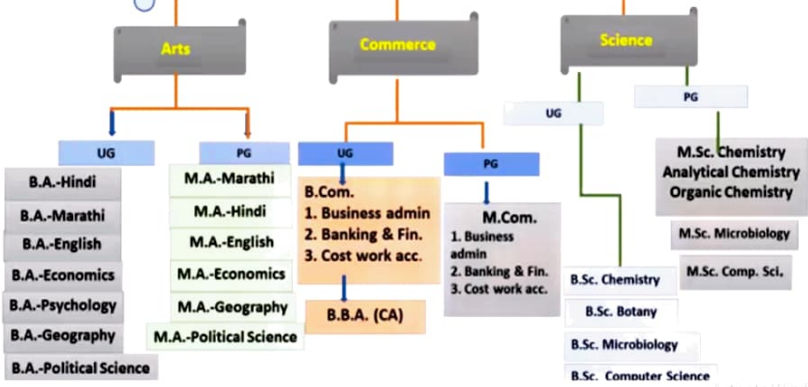 Arts
Commerce
Science
UG
PG
UG
PG
UG
PG
B.A.-Hindi
B.A.-Marathi
B.A.-English
B.A.-Economics
B.A.-Psychology
B.A.-Geography
B.A.-Political Science
M.A.-Marathi
M.A.-Hindi
M.A.-English
M.A.-Economics
M.A.-Geography
M.A.-Political Science
B.Com.
1. Business admin
2. Banking & Fin.
3. Cost work acc.
B.B.A. (CA)
M.Com.
1. Business
admin
2. Banking & Fin.
3. Cost work acc.
B.Sc. Chemistry
B.Sc. Botany
B.Sc. Microbiology
B.Sc. Computer Science
M.Sc. Chemistry
Analytical Chemistry
Organic Chemistry
M.Sc. Microbiology
M.Sc. Comp. Sci.